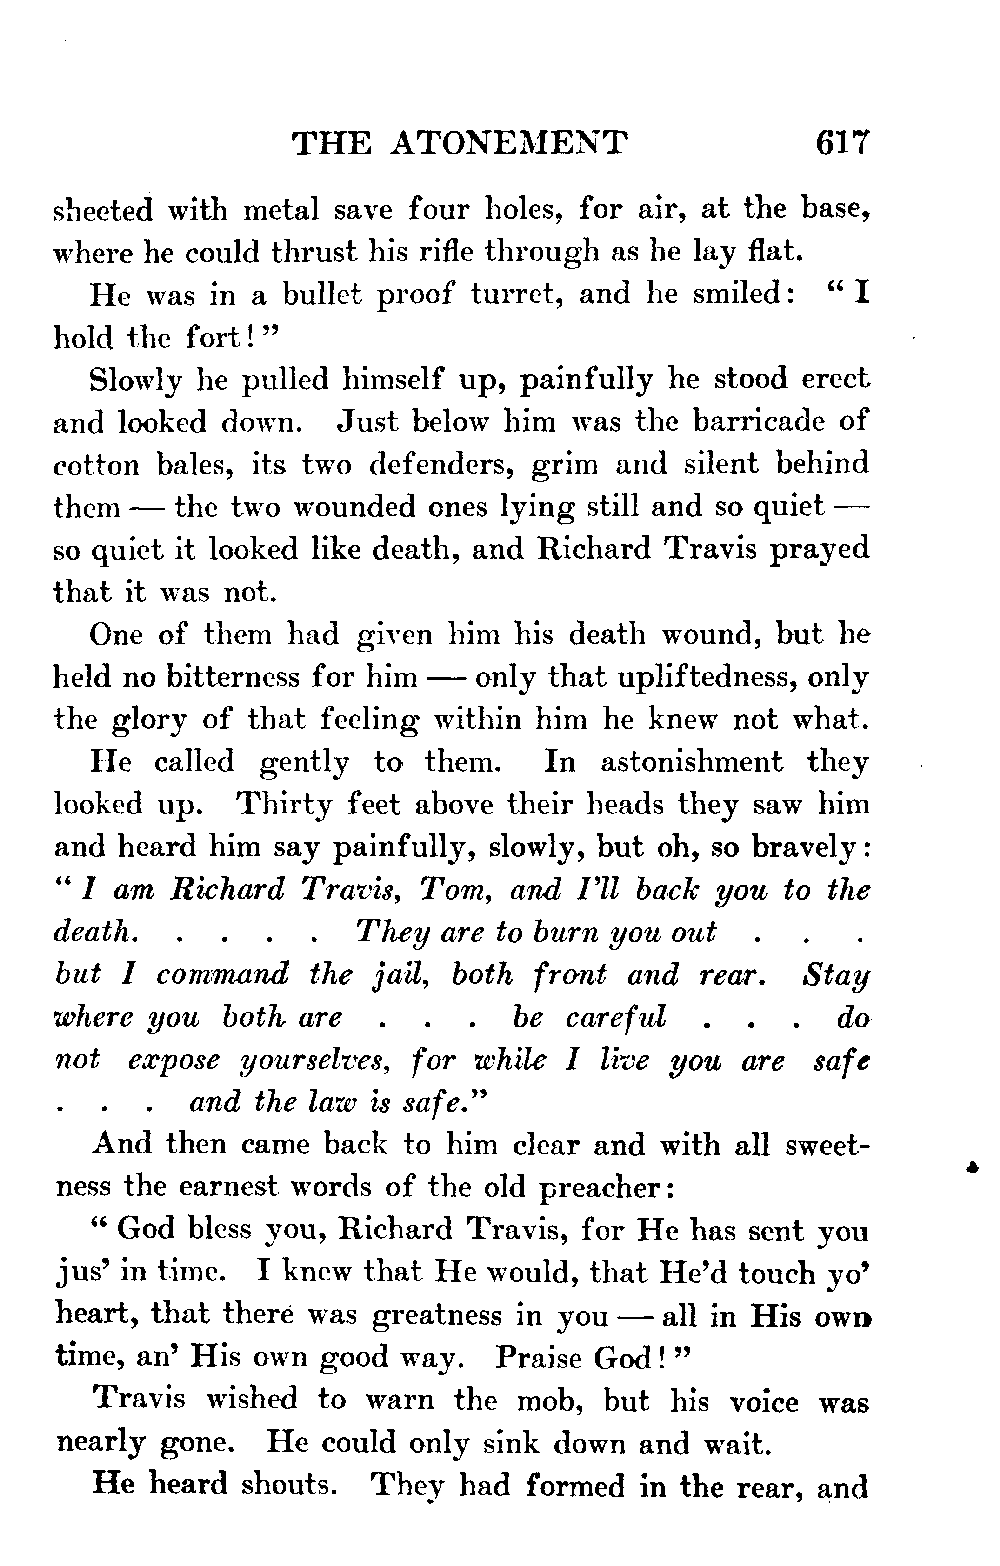 THE ATONEMENT 617
sheeted with metal save four holes, for air, at the base,
where he could thrust his rifle through as he lay flat.
He was in a bullet proof turret, and he smiled: “ I
hold the fort! ”
Slowly he pulled himself up, painfully he stood erect
and looked down. Just below him was the barricade of
cotton bales, its two defenders, grim and silent behind
them — the two wounded ones lying still and so quiet —
so quiet it looked like death, and Richard Travis prayed
that it was not.
One of them had given him his death wound, but he
held no bitterness for him — only that upliftedness, only
the glory of that feeling within him he knew not what.
He called gently to them. In astonishment they
looked up. Thirty feet above their heads they saw him
and heard him say painfully, slowly, but oh, so bravely:
“ I am Richard Travis, Tom, and I’ll back you to the
death. . . . . They are to burn you out . . .
but I command the jail, both front and rear. Stay
where you both are . . . be careful . . . do
not expose yourselves, for while I live you are safe
. . . and the law is safe.”
And then came back to him clear and with all sweet-
ness the earnest words of the old preacher:
“ God bless you, Richard Travis, for He has sent you
jus’ in time. I knew that He would, that He’d touch yo’
heart, that there was greatness in you — all in His own
time, an’ His own good way. Praise God! ”
Travis wished to warn the mob, but his voice was
nearly gone. He could only sink down and wait.
He heard shouts. They had formed in the rear, and